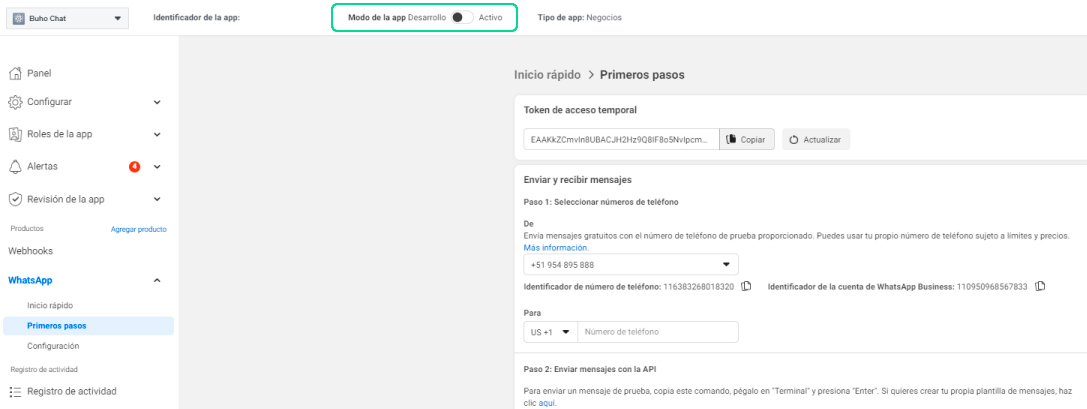 Buho Chat
Identificador de la app:
Modo de la app Desarrollo Activo
Tipo de app: Negocios
Panel
Configurar
Roles de la app
Alertas 4
Revisión de la app
Productos Agregar producto
Webhooks
WhatsApp
Inicio rápido
Primeros pasos
Configuración
Registro de actividad
Registro de actividad
Inicio rápido > Primeros pasos
Token de acceso temporal
EAAKkZCmvIn8UBACJH2Hz9Q8IF8o5NvIpcm... Copiar Actualizar
Enviar y recibir mensajes
Paso 1: Seleccionar números de teléfono
De
Envía mensajes gratuitos con el número de teléfono de prueba proporcionado. Puedes usar tu propio número de teléfono sujeto a límites y precios.
Más información.
+51 954 895 888
Identificador de número de teléfono: 116383268018320 Identificador de la cuenta de WhatsApp Business: 110950968567833
Para
US +1 Número de teléfono
Paso 2: Enviar mensajes con la API
Para enviar un mensaje de prueba, copia este comando, pégalo en "Terminal" y presiona "Enter". Si quieres crear tu propia plantilla de mensajes, haz
clic aquí.